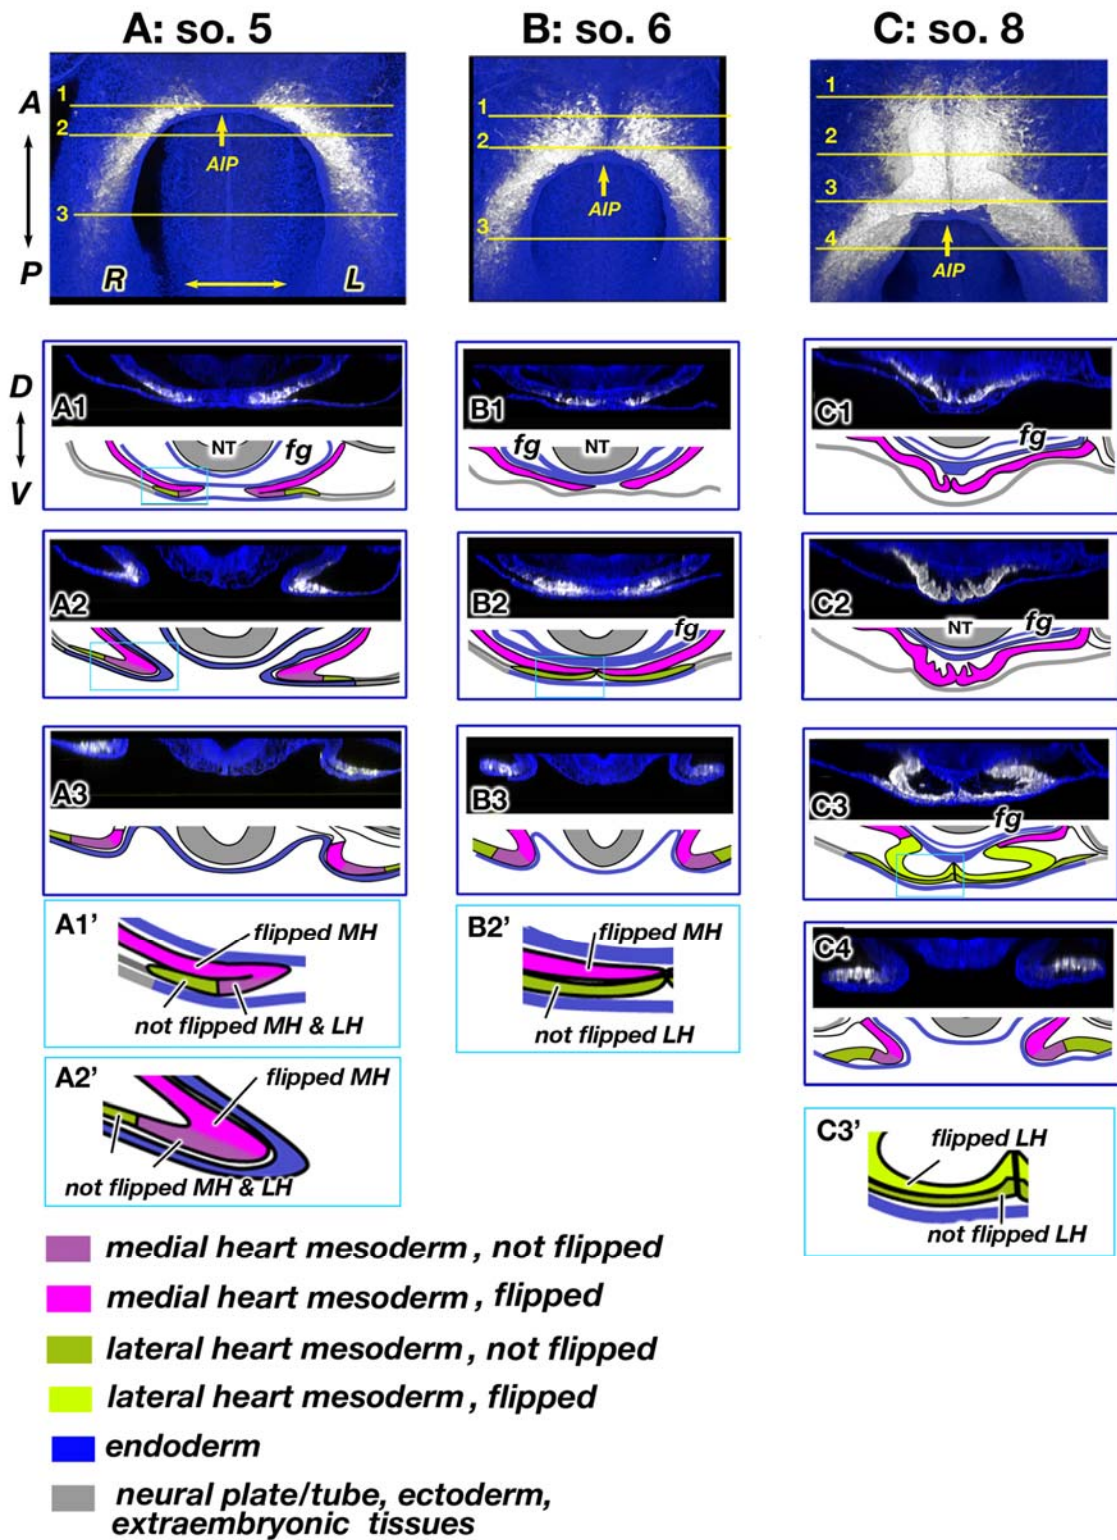 A: so. 5
B: so. 6
C: so. 8
A
P
1
2
3
AIP
R
L
1
2
3
AIP
1
2
3
4
AIP
D
V
A1
NT
fg
B1
fg
NT
C1
fg
A2
B2
fg
C2
NT
fg
A3
B3
C3
fg
A1’
flipped MH
not flipped MH & LH
B2’
flipped MH
not flipped LH
C4
A2’
flipped MH
not flipped MH & LH
C3’
flipped LH
not flipped LH
medial heart mesoderm, not flipped
medial heart mesoderm, flipped
lateral heart mesoderm, not flipped
lateral heart mesoderm, flipped
endoderm
neural plate/tube, ectoderm,
extraembryonic tissues